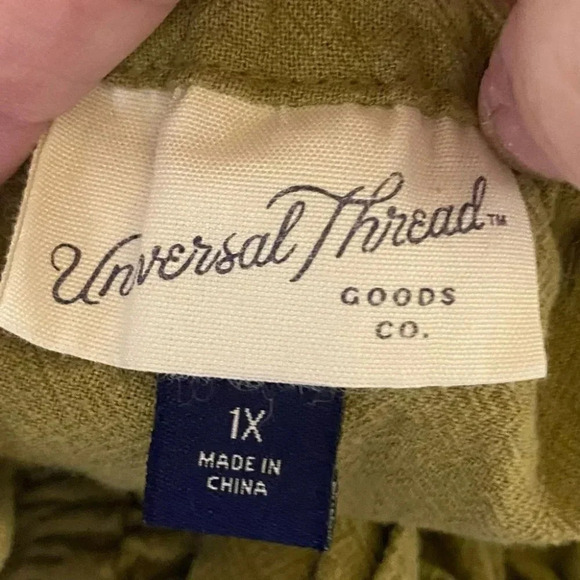 Universal Thread™
GOODS
CO.
1X
MADE IN
CHINA